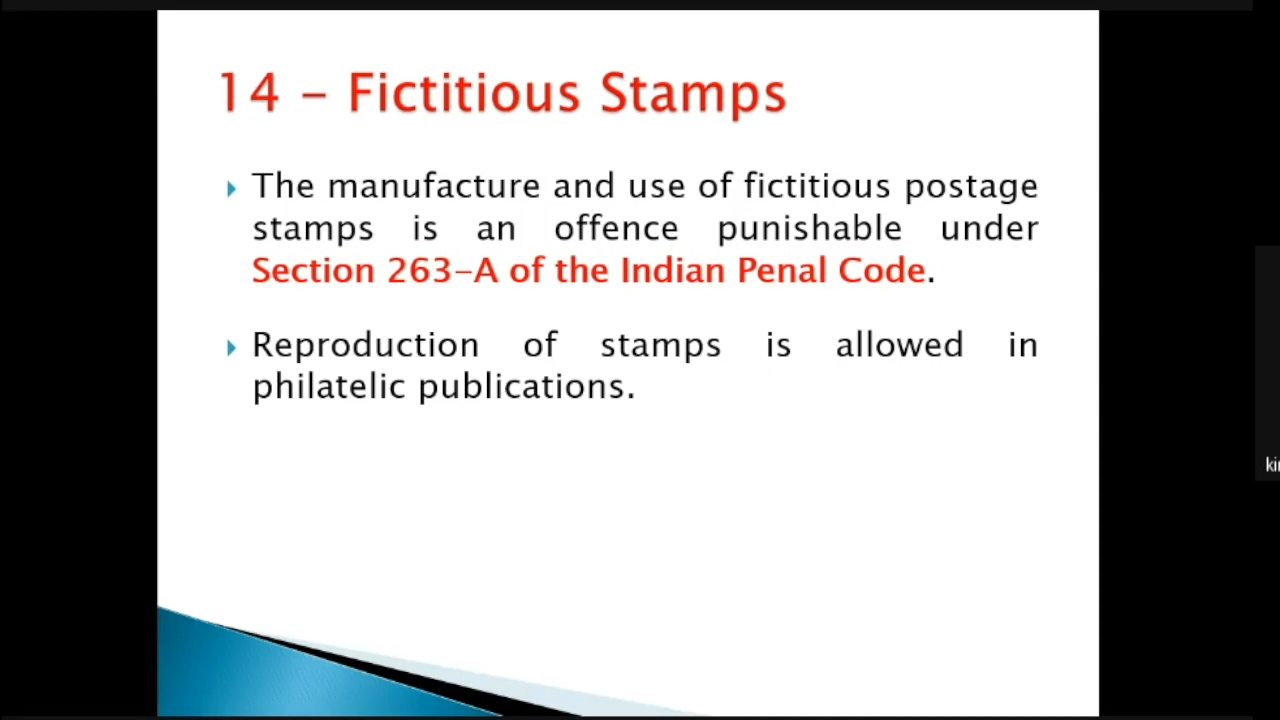 14 – Fictitious Stamps
The manufacture and use of fictitious postage
stamps is an offence punishable under
Section 263–A of the Indian Penal Code.
Reproduction of stamps is allowed in
philatelic publications.